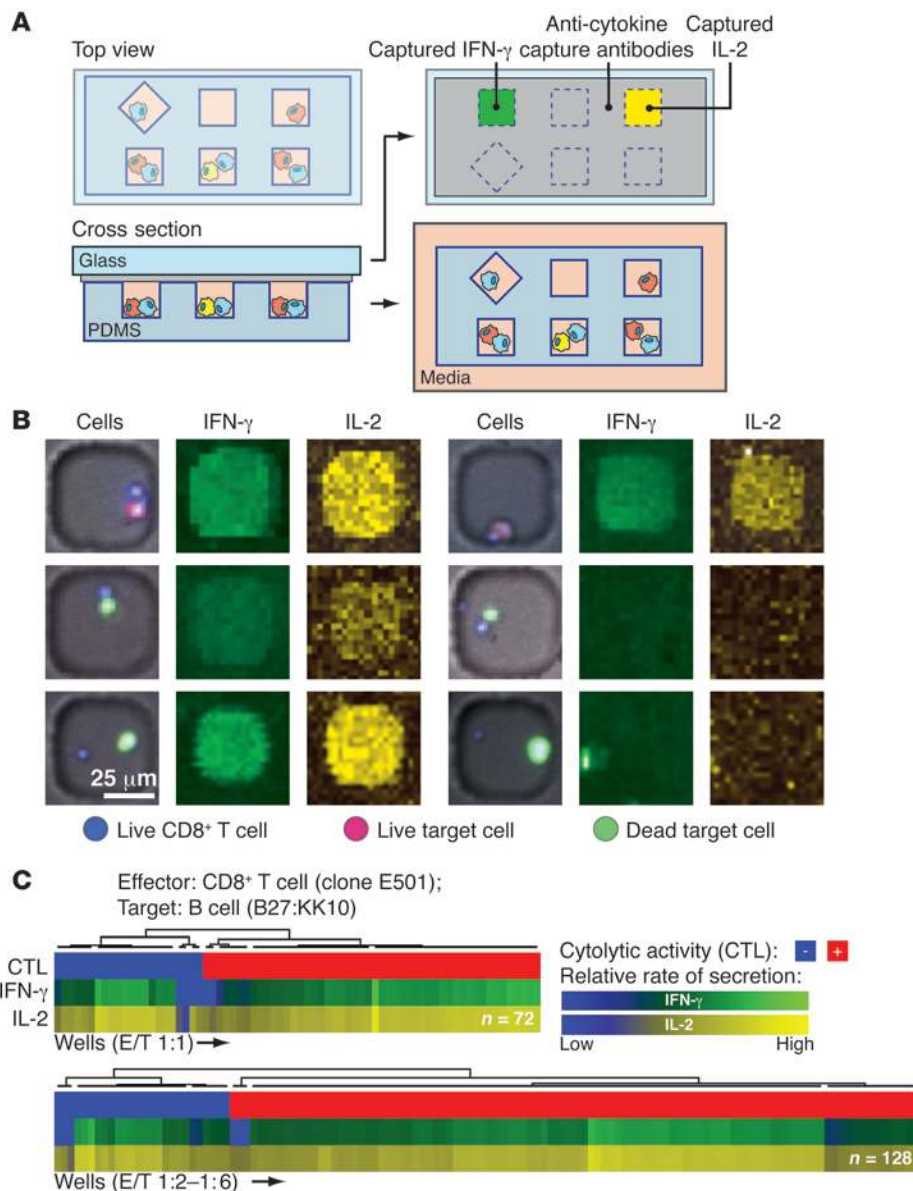 A
Top view
Anti-cytokine Captured
Captured IFN-γ capture antibodies IL-2
Cross section
Glass
PDMS
Media
B
Cells IFN-γ IL-2 Cells IFN-γ IL-2
25 μm
Live CD8⁺ T cell Live target cell Dead target cell
C
Effector: CD8⁺ T cell (clone E501);
Target: B cell (B27:KK10)
CTL
IFN-γ
IL-2
n = 72
Wells (E/T 1:1)
Cytolytic activity (CTL): - +
Relative rate of secretion:
IFN-γ
IL-2
Low High
n = 128
Wells (E/T 1:2–1:6)